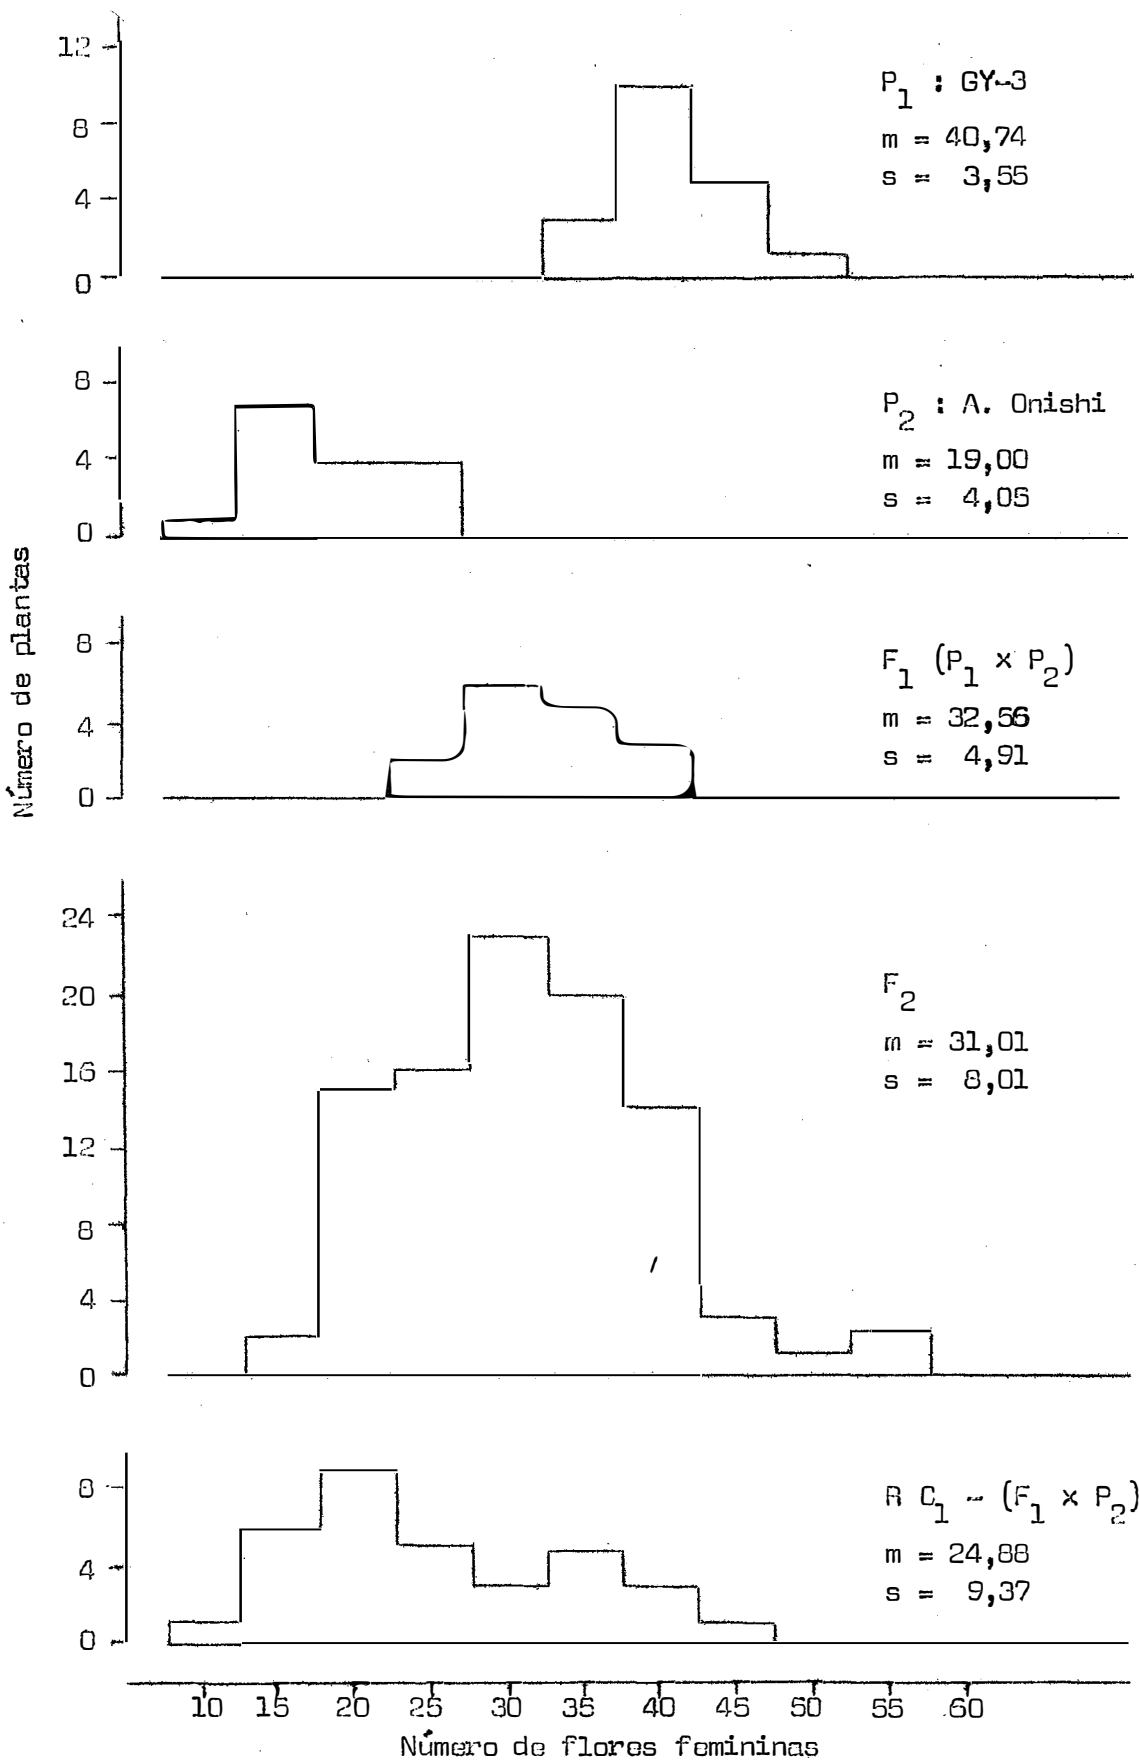 Número de plantas
12
8
4
0
P1 : GY-3
m = 40,74
s = 3,55
8
4
0
P2 : A. Onishi
m = 19,00
s = 4,05
8
4
0
F1 (P1 x P2)
m = 32,56
s = 4,91
24
20
16
12
8
4
0
F2
m = 31,01
s = 8,01
8
4
0
R C1 - (F1 x P2)
m = 24,88
s = 9,37
10 15 20 25 30 35 40 45 50 55 60
Número de flores femininas